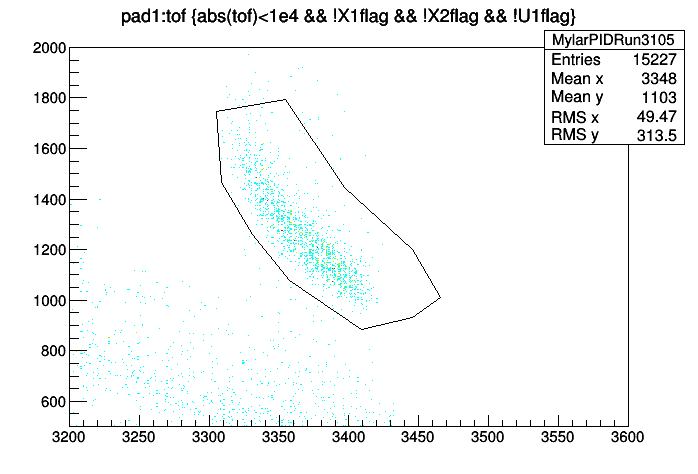 pad1:tof {abs(tof)<1e4 && !X1flag && !X2flag && !U1flag}
MylarPIDRun3105
Entries 15227
Mean x 3348
Mean y 1103
RMS x 49.47
RMS y 313.5
2000
1800
1600
1400
1200
1000
800
600
3200 3250 3300 3350 3400 3450 3500 3550 3600